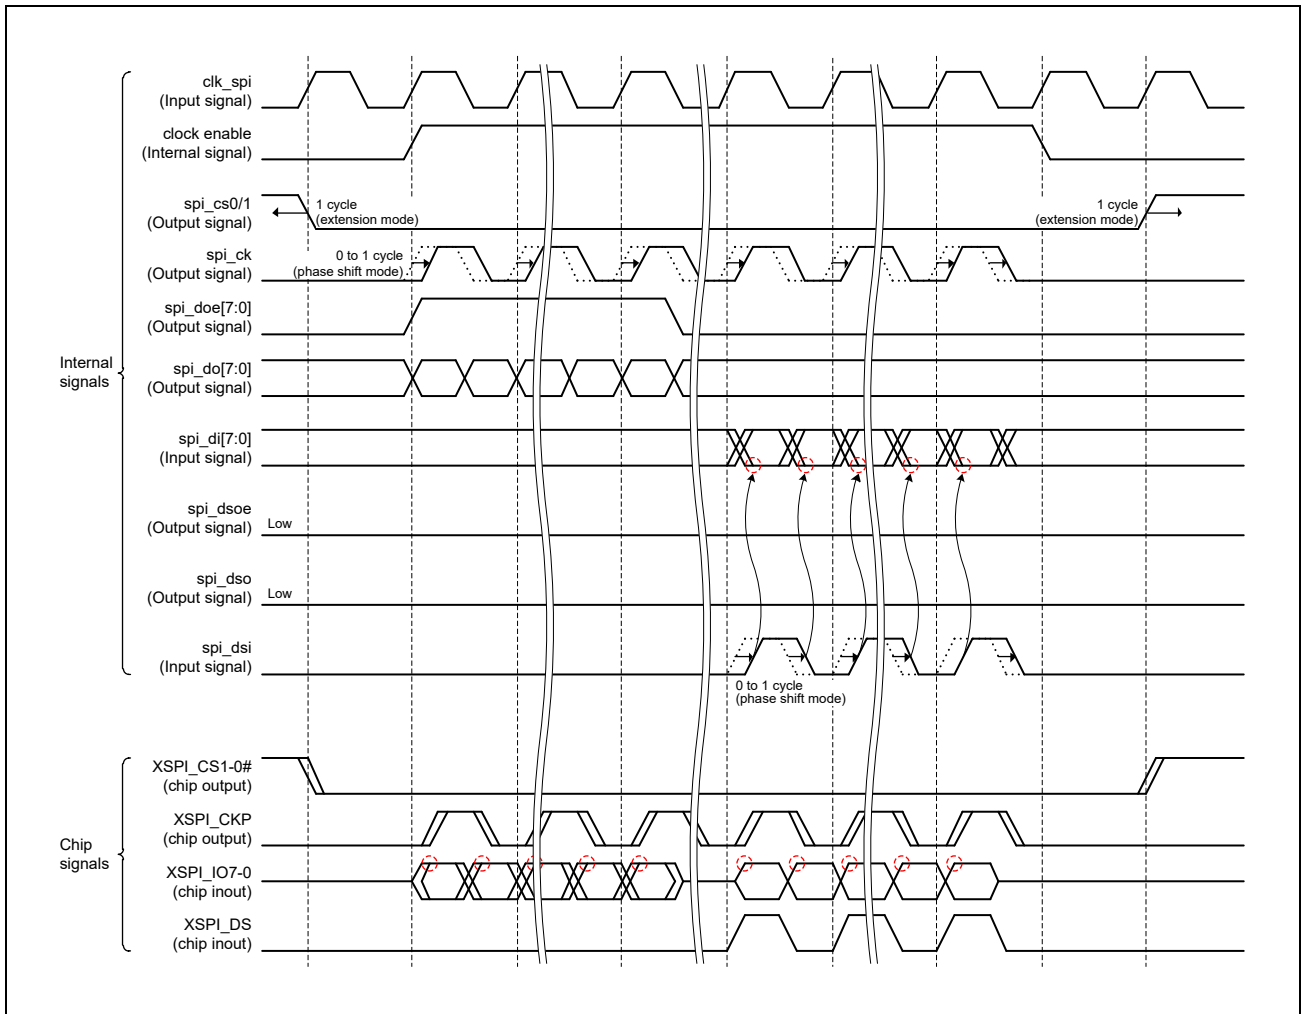 clk_spi
(Input signal)
clock enable
(Internal signal)
spi_cs0/1
(Output signal)
1 cycle
(extension mode)
1 cycle
(extension mode)
spi_ck
(Output signal)
0 to 1 cycle
(phase shift mode)
spi_doe[7:0]
(Output signal)
Internal
signals
spi_do[7:0]
(Output signal)
spi_di[7:0]
(Input signal)
spi_dsoe
(Output signal)
Low
spi_dso
(Output signal)
Low
spi_dsi
(Input signal)
0 to 1 cycle
(phase shift mode)
XSPI_CS1-0#
(chip output)
XSPI_CKP
(chip output)
Chip
signals
XSPI_IO7-0
(chip inout)
XSPI_DS
(chip inout)